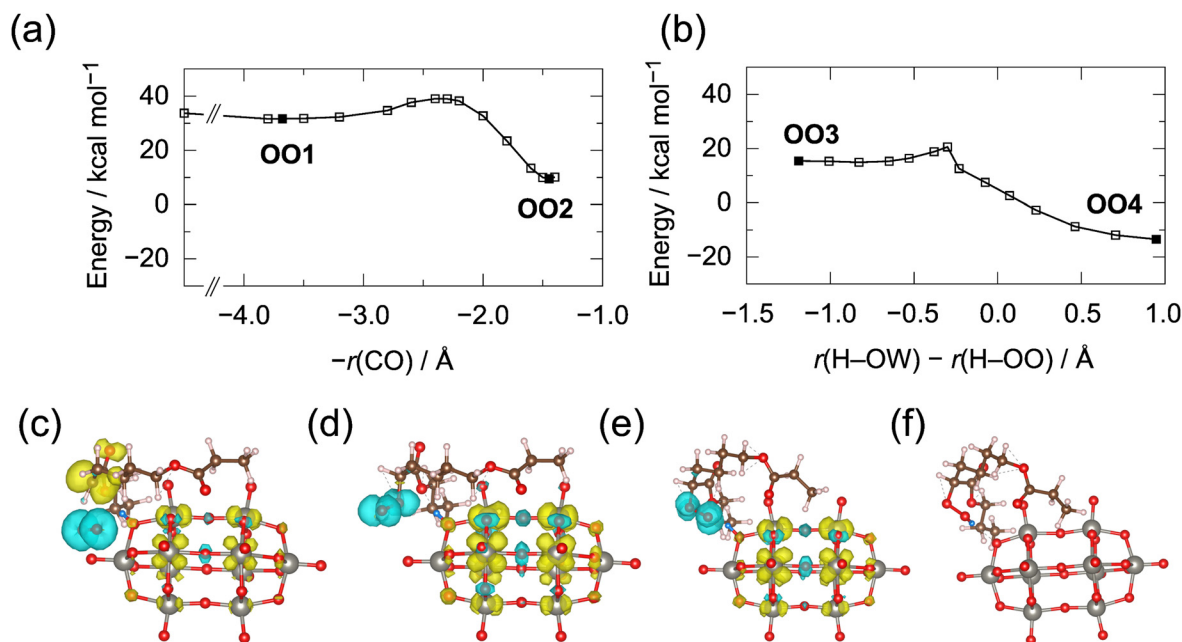 (a)
Energy / kcal mol⁻¹
40
20
0
−20
OO1
OO2
−4.0
−3.0
−2.0
−1.0
−r(CO) / Å
(b)
Energy / kcal mol⁻¹
40
20
0
−20
OO3
OO4
−1.5
−1.0
−0.5
0.0
0.5
1.0
r(H–OW) − r(H–OO) / Å
(c)
(d)
(e)
(f)